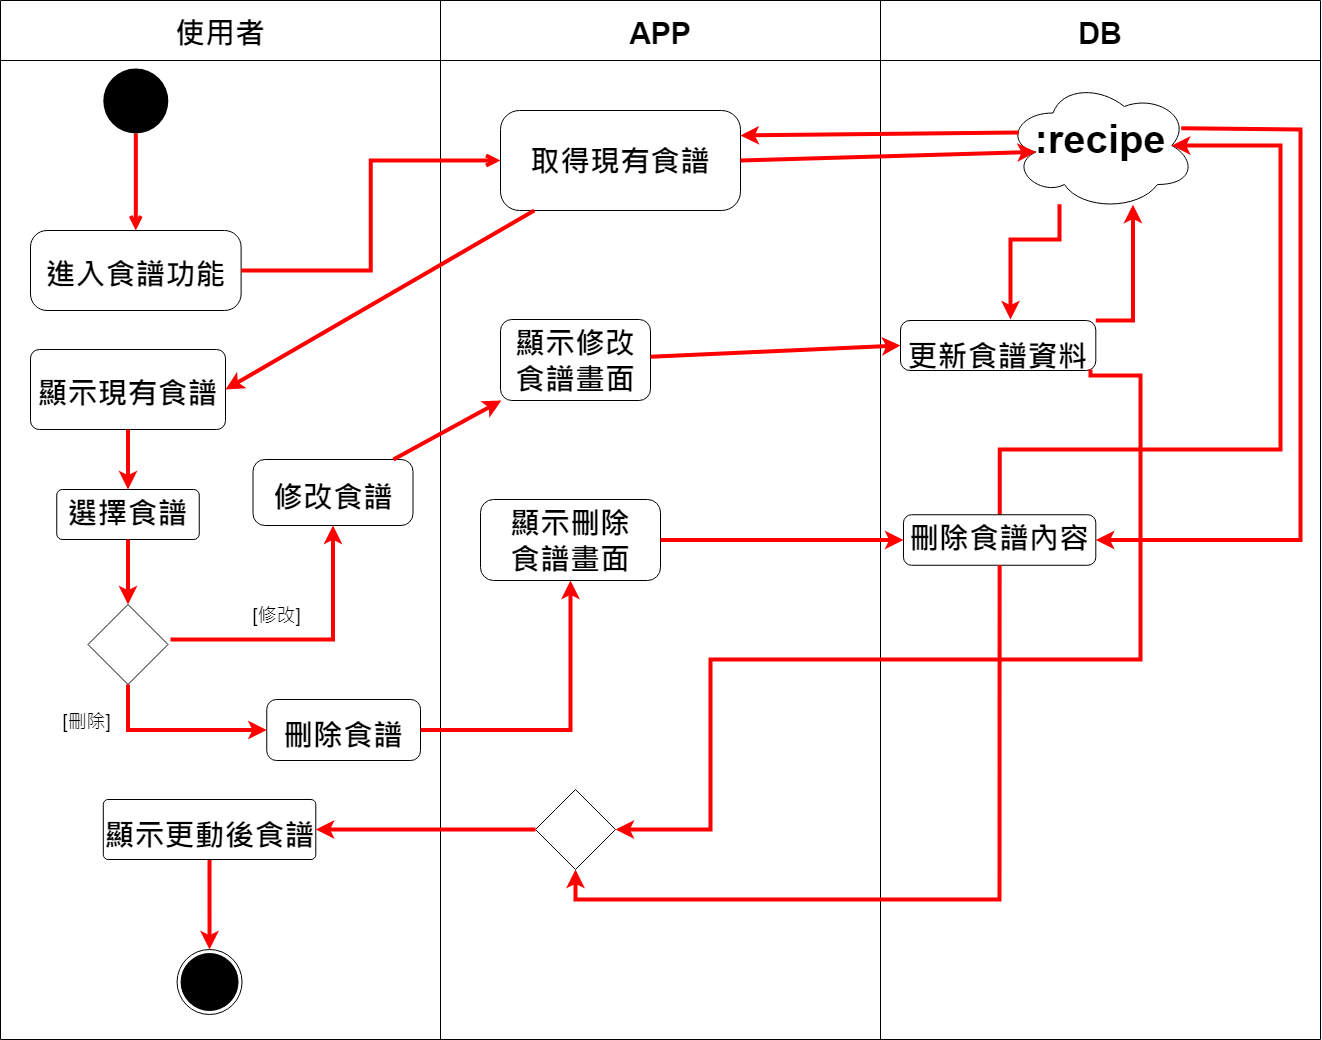 使用者
APP
DB
:recipe
取得現有食譜
進入食譜功能
顯示修改
食譜畫面
更新食譜資料
顯示現有食譜
修改食譜
選擇食譜
顯示刪除
食譜畫面
刪除食譜內容
[修改]
[刪除]
刪除食譜
顯示更動後食譜